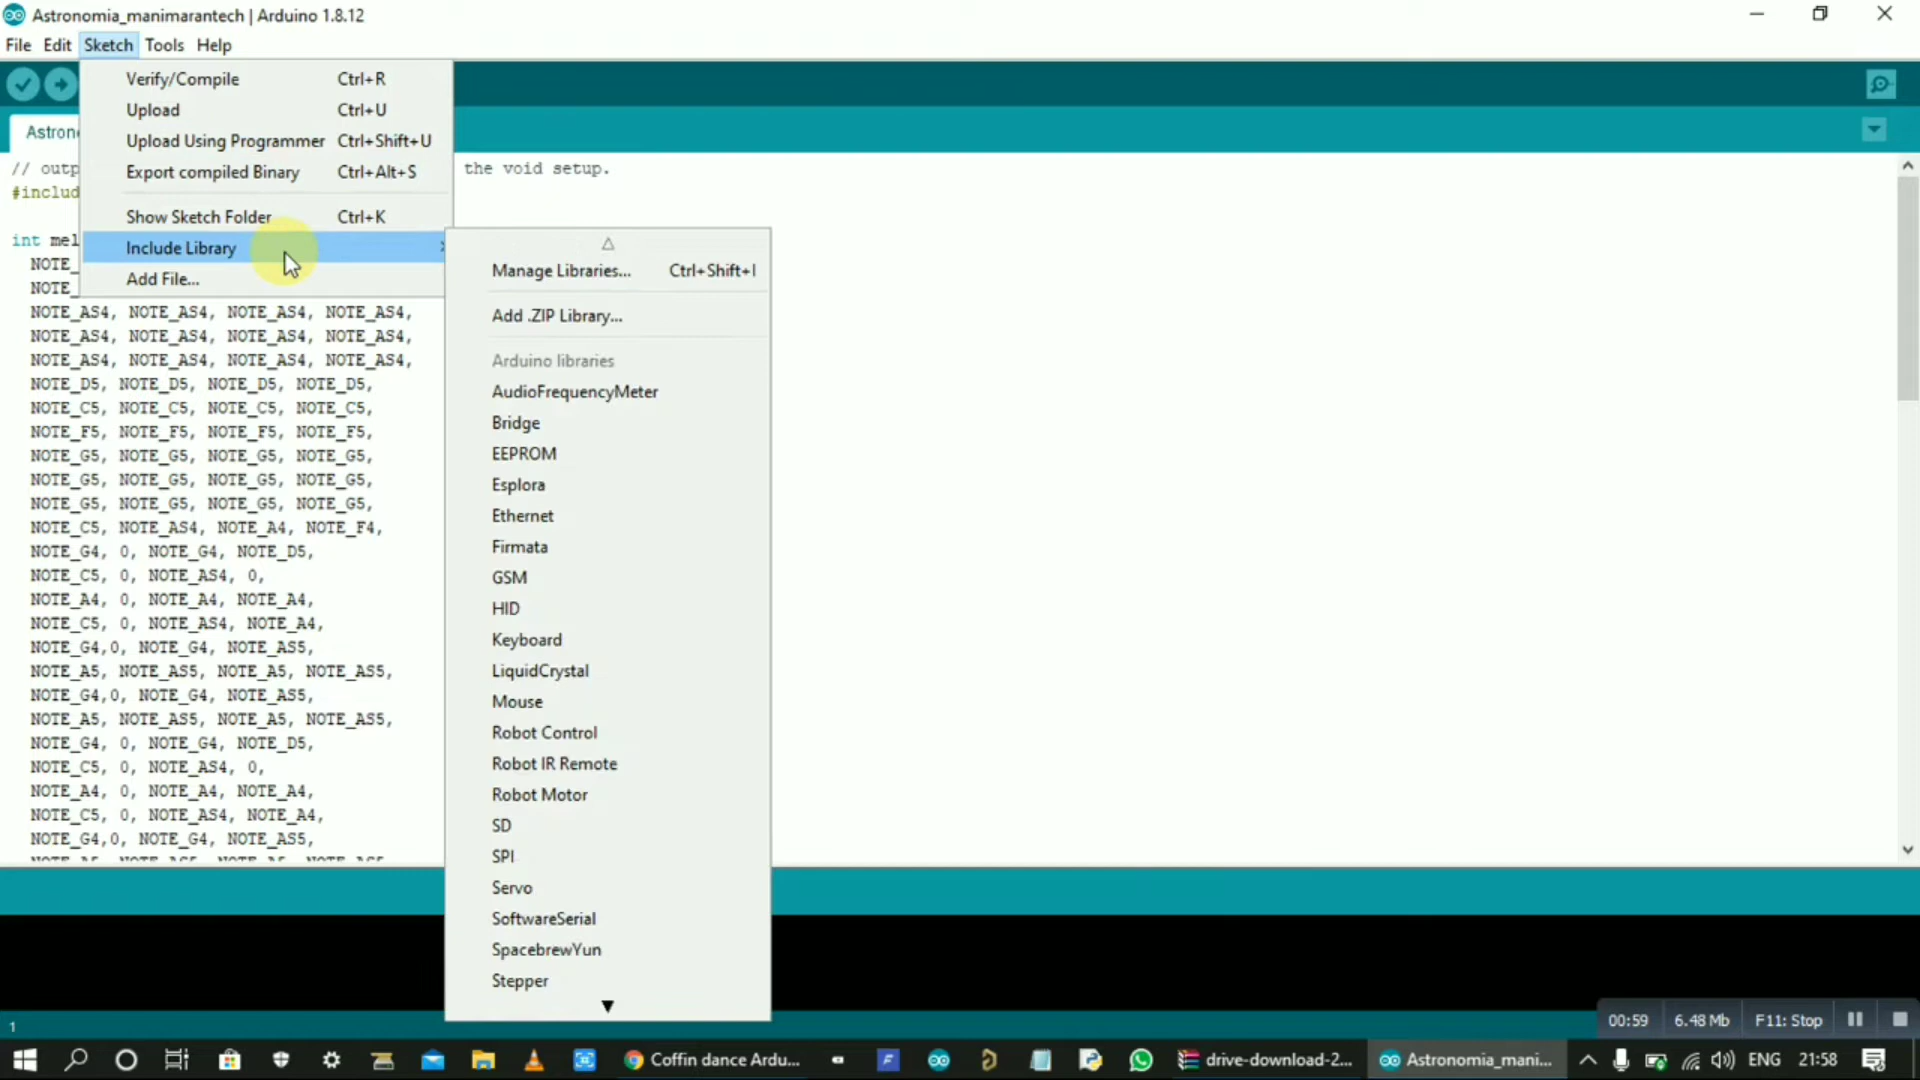 Astronomia_manimarantech | Arduino 1.8.12
File Edit Sketch Tools Help
Verify/Compile Ctrl+R
Upload Ctrl+U
Upload Using Programmer Ctrl+Shift+U
Export compiled Binary Ctrl+Alt+S
Show Sketch Folder Ctrl+K
Include Library
Add File...
Manage Libraries... Ctrl+Shift+I
Add .ZIP Library...
Arduino libraries
AudioFrequencyMeter
Bridge
EEPROM
Esplora
Ethernet
Firmata
GSM
HID
Keyboard
LiquidCrystal
Mouse
Robot Control
Robot IR Remote
Robot Motor
SD
SPI
Servo
SoftwareSerial
SpacebrewYun
Stepper
Astron
// outp the void setup.
#includ
int mel
NOTE_
NOTE_
NOTE_AS4, NOTE_AS4, NOTE_AS4, NOTE_AS4,
NOTE_AS4, NOTE_AS4, NOTE_AS4, NOTE_AS4,
NOTE_AS4, NOTE_AS4, NOTE_AS4, NOTE_AS4,
NOTE_D5, NOTE_D5, NOTE_D5, NOTE_D5,
NOTE_C5, NOTE_C5, NOTE_C5, NOTE_C5,
NOTE_F5, NOTE_F5, NOTE_F5, NOTE_F5,
NOTE_G5, NOTE_G5, NOTE_G5, NOTE_G5,
NOTE_G5, NOTE_G5, NOTE_G5, NOTE_G5,
NOTE_G5, NOTE_G5, NOTE_G5, NOTE_G5,
NOTE_C5, NOTE_AS4, NOTE_A4, NOTE_F4,
NOTE_G4, 0, NOTE_G4, NOTE_D5,
NOTE_C5, 0, NOTE_AS4, 0,
NOTE_A4, 0, NOTE_A4, NOTE_A4,
NOTE_C5, 0, NOTE_AS4, NOTE_A4,
NOTE_G4,0, NOTE_G4, NOTE_AS5,
NOTE_A5, NOTE_AS5, NOTE_A5, NOTE_AS5,
NOTE_G4,0, NOTE_G4, NOTE_AS5,
NOTE_A5, NOTE_AS5, NOTE_A5, NOTE_AS5,
NOTE_G4, 0, NOTE_G4, NOTE_D5,
NOTE_C5, 0, NOTE_AS4, 0,
NOTE_A4, 0, NOTE_A4, NOTE_A4,
NOTE_C5, 0, NOTE_AS4, NOTE_A4,
NOTE_G4,0, NOTE_G4, NOTE_AS5,
1
00:59 6.48 Mb F11: Stop
Coffin dance Ardu... drive-download-2... Astronomia_mani... ENG 21:58